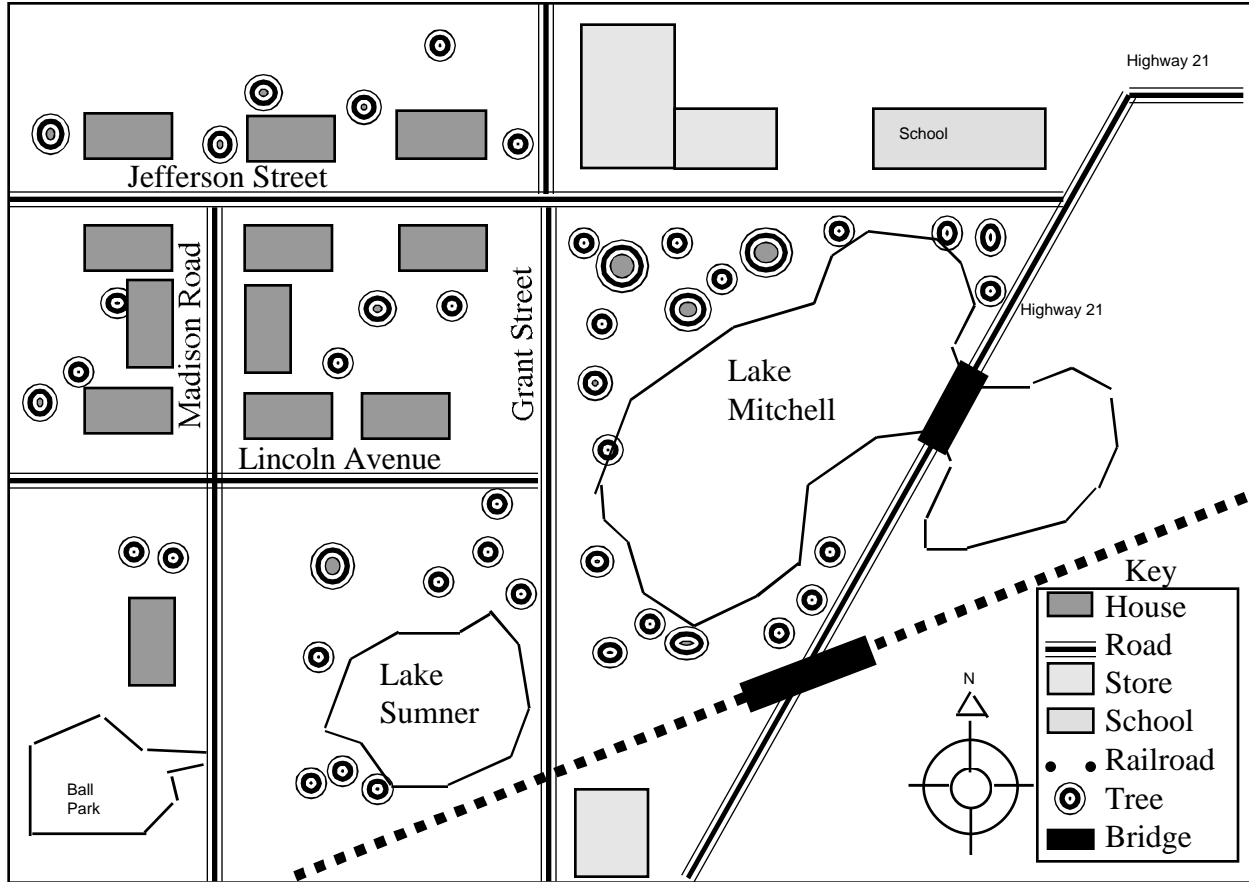 Highway 21
School
Jefferson Street
Madison Road
Grant Street
Highway 21
Lake
Mitchell
Lincoln Avenue
Key
House
Road
Lake
Sumner
N
Store
School
Railroad
Ball
Park
Tree
Bridge